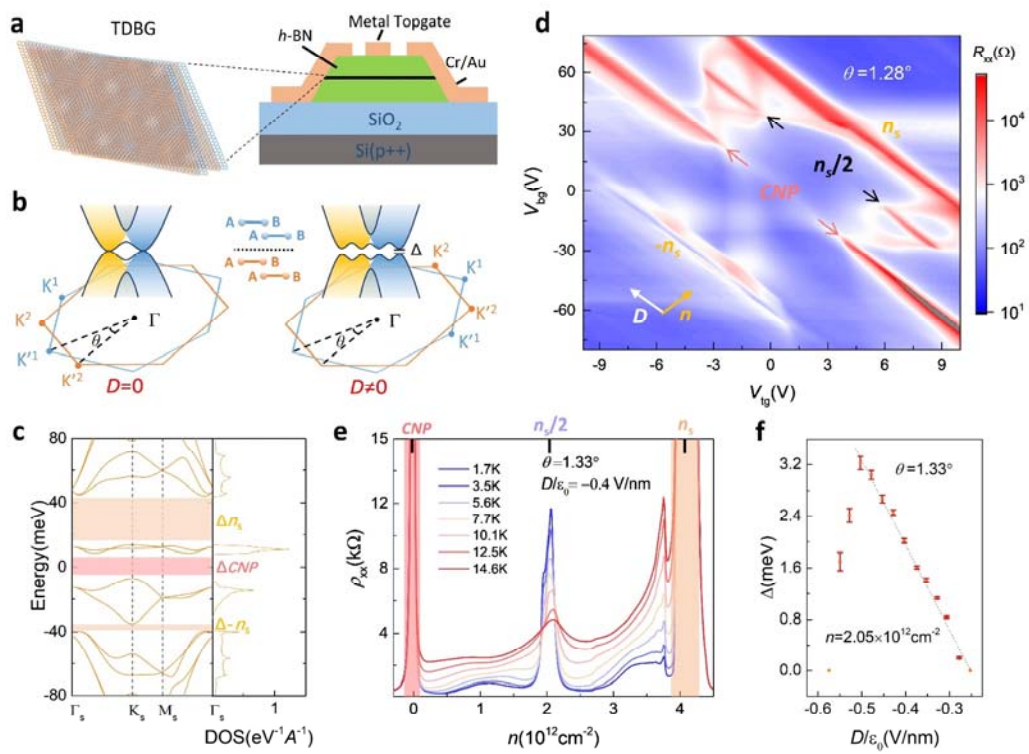 a
TDBG
h-BN
Metal Topgate
Cr/Au
SiO₂
Si(p++)
b
A B
A B
A B
A B
Δ
K¹
K²
K'¹
K'²
Γ
θ
D=0
K²
K¹
K'²
K'¹
Γ
θ
D≠0
c
Energy(meV)
80
40
0
-40
-80
Δnₛ
ΔCNP
Δ-nₛ
Γₛ
Kₛ
Mₛ
Γₛ
1
DOS(eV⁻¹A⁻¹)
d
θ=1.28°
nₛ
nₛ/2
CNP
-nₛ
D
n
V_bg(V)
60
30
0
-30
-60
-9
-6
-3
0
3
6
9
V_tg(V)
Rₓₓ(Ω)
10⁴
10³
10²
10¹
e
CNP
nₛ/2
nₛ
θ=1.33°
D/ε₀= -0.4 V/nm
1.7K
3.5K
5.6K
7.7K
10.1K
12.5K
14.6K
ρₓₓ(kΩ)
15
12
9
6
3
0
1
2
3
4
n(10¹²cm⁻²)
f
θ=1.33°
Δ(meV)
3.2
2.4
1.6
0.8
0.0
n=2.05×10¹²cm⁻²
-0.6
-0.5
-0.4
-0.3
-0.2
D/ε₀(V/nm)